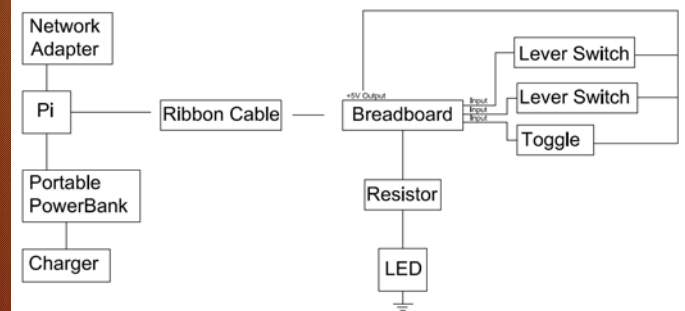 Network
Adapter
Pi
Ribbon Cable
Portable
PowerBank
Charger
+5V Output
Breadboard
Input
Input
Input
Lever Switch
Lever Switch
Toggle
Resistor
LED